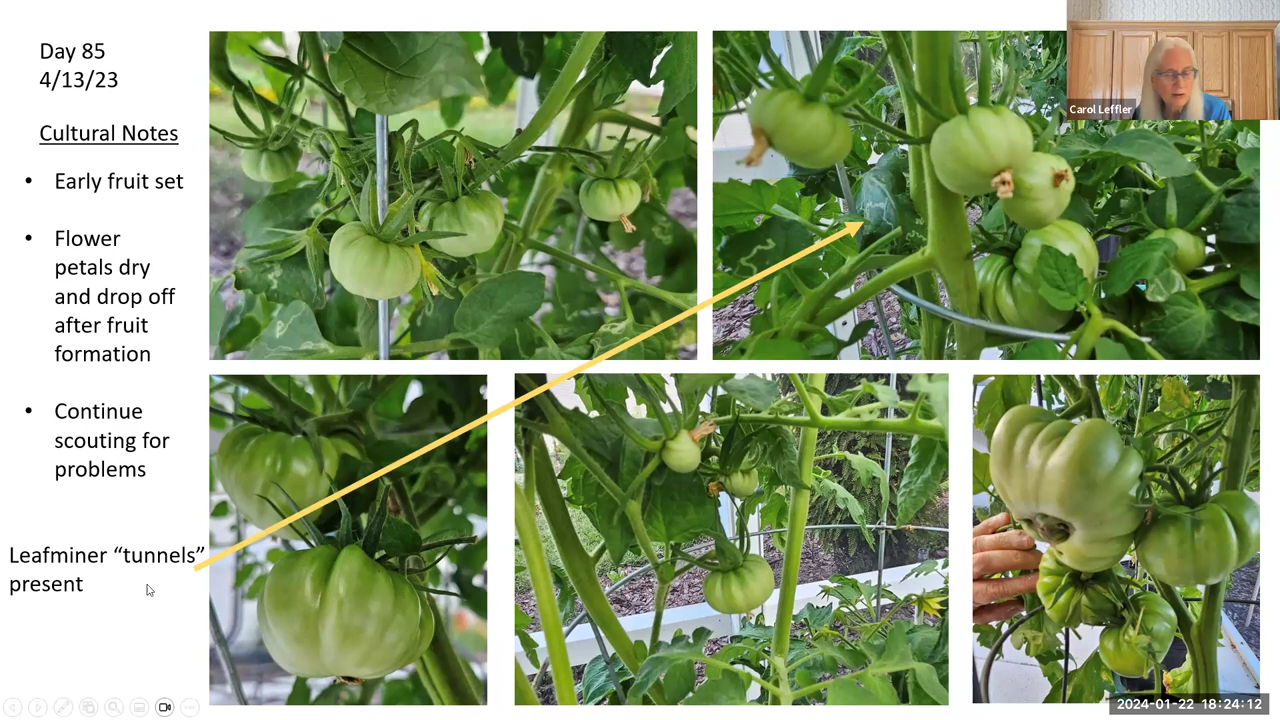 Day 85
4/13/23
Cultural Notes
• Early fruit set
• Flower
petals dry
and drop off
after fruit
formation
• Continue
scouting for
problems
Leafminer “tunnels”
present
Carol Leffler
2024-01-22 18:24:12